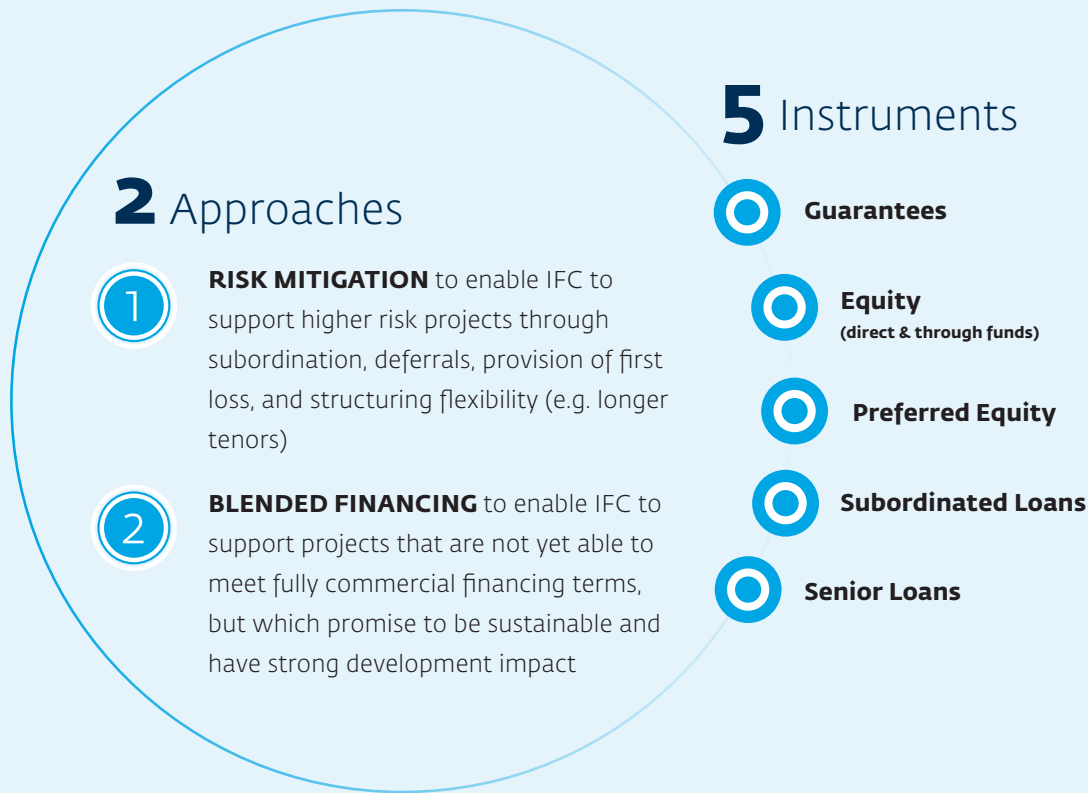 2 Approaches
1
RISK MITIGATION to enable IFC to
support higher risk projects through
subordination, deferrals, provision of first
loss, and structuring flexibility (e.g. longer
tenors)
2
BLENDED FINANCING to enable IFC to
support projects that are not yet able to
meet fully commercial financing terms,
but which promise to be sustainable and
have strong development impact
5 Instruments
Guarantees
Equity
(direct & through funds)
Preferred Equity
Subordinated Loans
Senior Loans